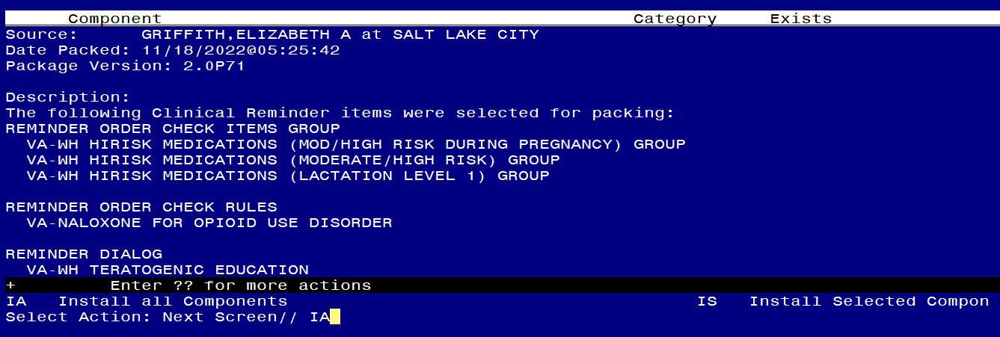 Component Category Exists
Source: GRIFFITH,ELIZABETH A at SALT LAKE CITY
Date Packed: 11/18/2022@05:25:42
Package Version: 2.0P71
Description:
The following Clinical Reminder items were selected for packing:
REMINDER ORDER CHECK ITEMS GROUP
VA-WH HIRISK MEDICATIONS (MOD/HIGH RISK DURING PREGNANCY) GROUP
VA-WH HIRISK MEDICATIONS (MODERATE/HIGH RISK) GROUP
VA-WH HIRISK MEDICATIONS (LACTATION LEVEL 1) GROUP
REMINDER ORDER CHECK RULES
VA-NALOXONE FOR OPIOID USE DISORDER
REMINDER DIALOG
VA-WH TERATOGENIC EDUCATION
+ Enter ?? for more actions
IA Install all Components IS Install Selected Compon
Select Action: Next Screen// IA